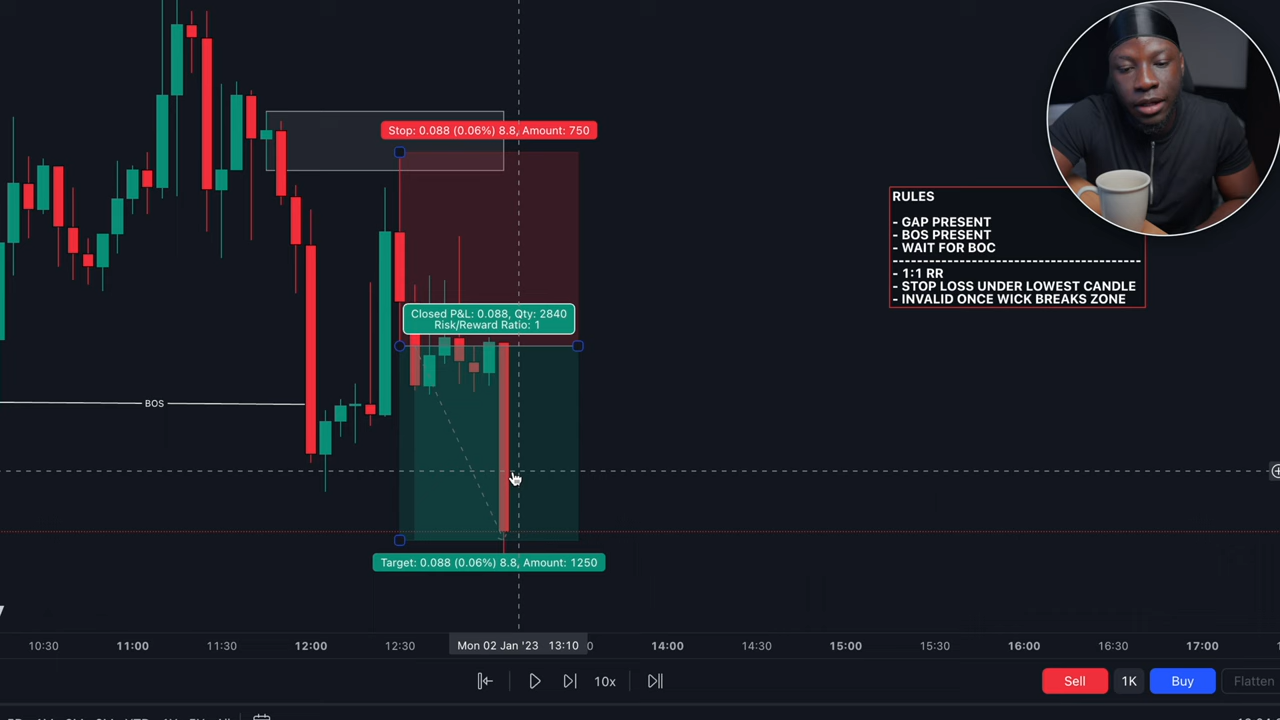 Stop: 0.088 (0.06%) 8.8, Amount: 750
RULES
- GAP PRESENT
- BOS PRESENT
- WAIT FOR BOC
- 1:1 RR
- STOP LOSS UNDER LOWEST CANDLE
- INVALID ONCE WICK BREAKS ZONE
Closed P&L: 0.088, Qty: 2840
Risk/Reward Ratio: 1
BOS
Target: 0.088 (0.06%) 8.8, Amount: 1250
10:30 11:00 11:30 12:00 12:30 Mon 02 Jan '23 13:10 14:00 14:30 15:00 15:30 16:00 16:30 17:00
10x Sell 1K Buy Flatten